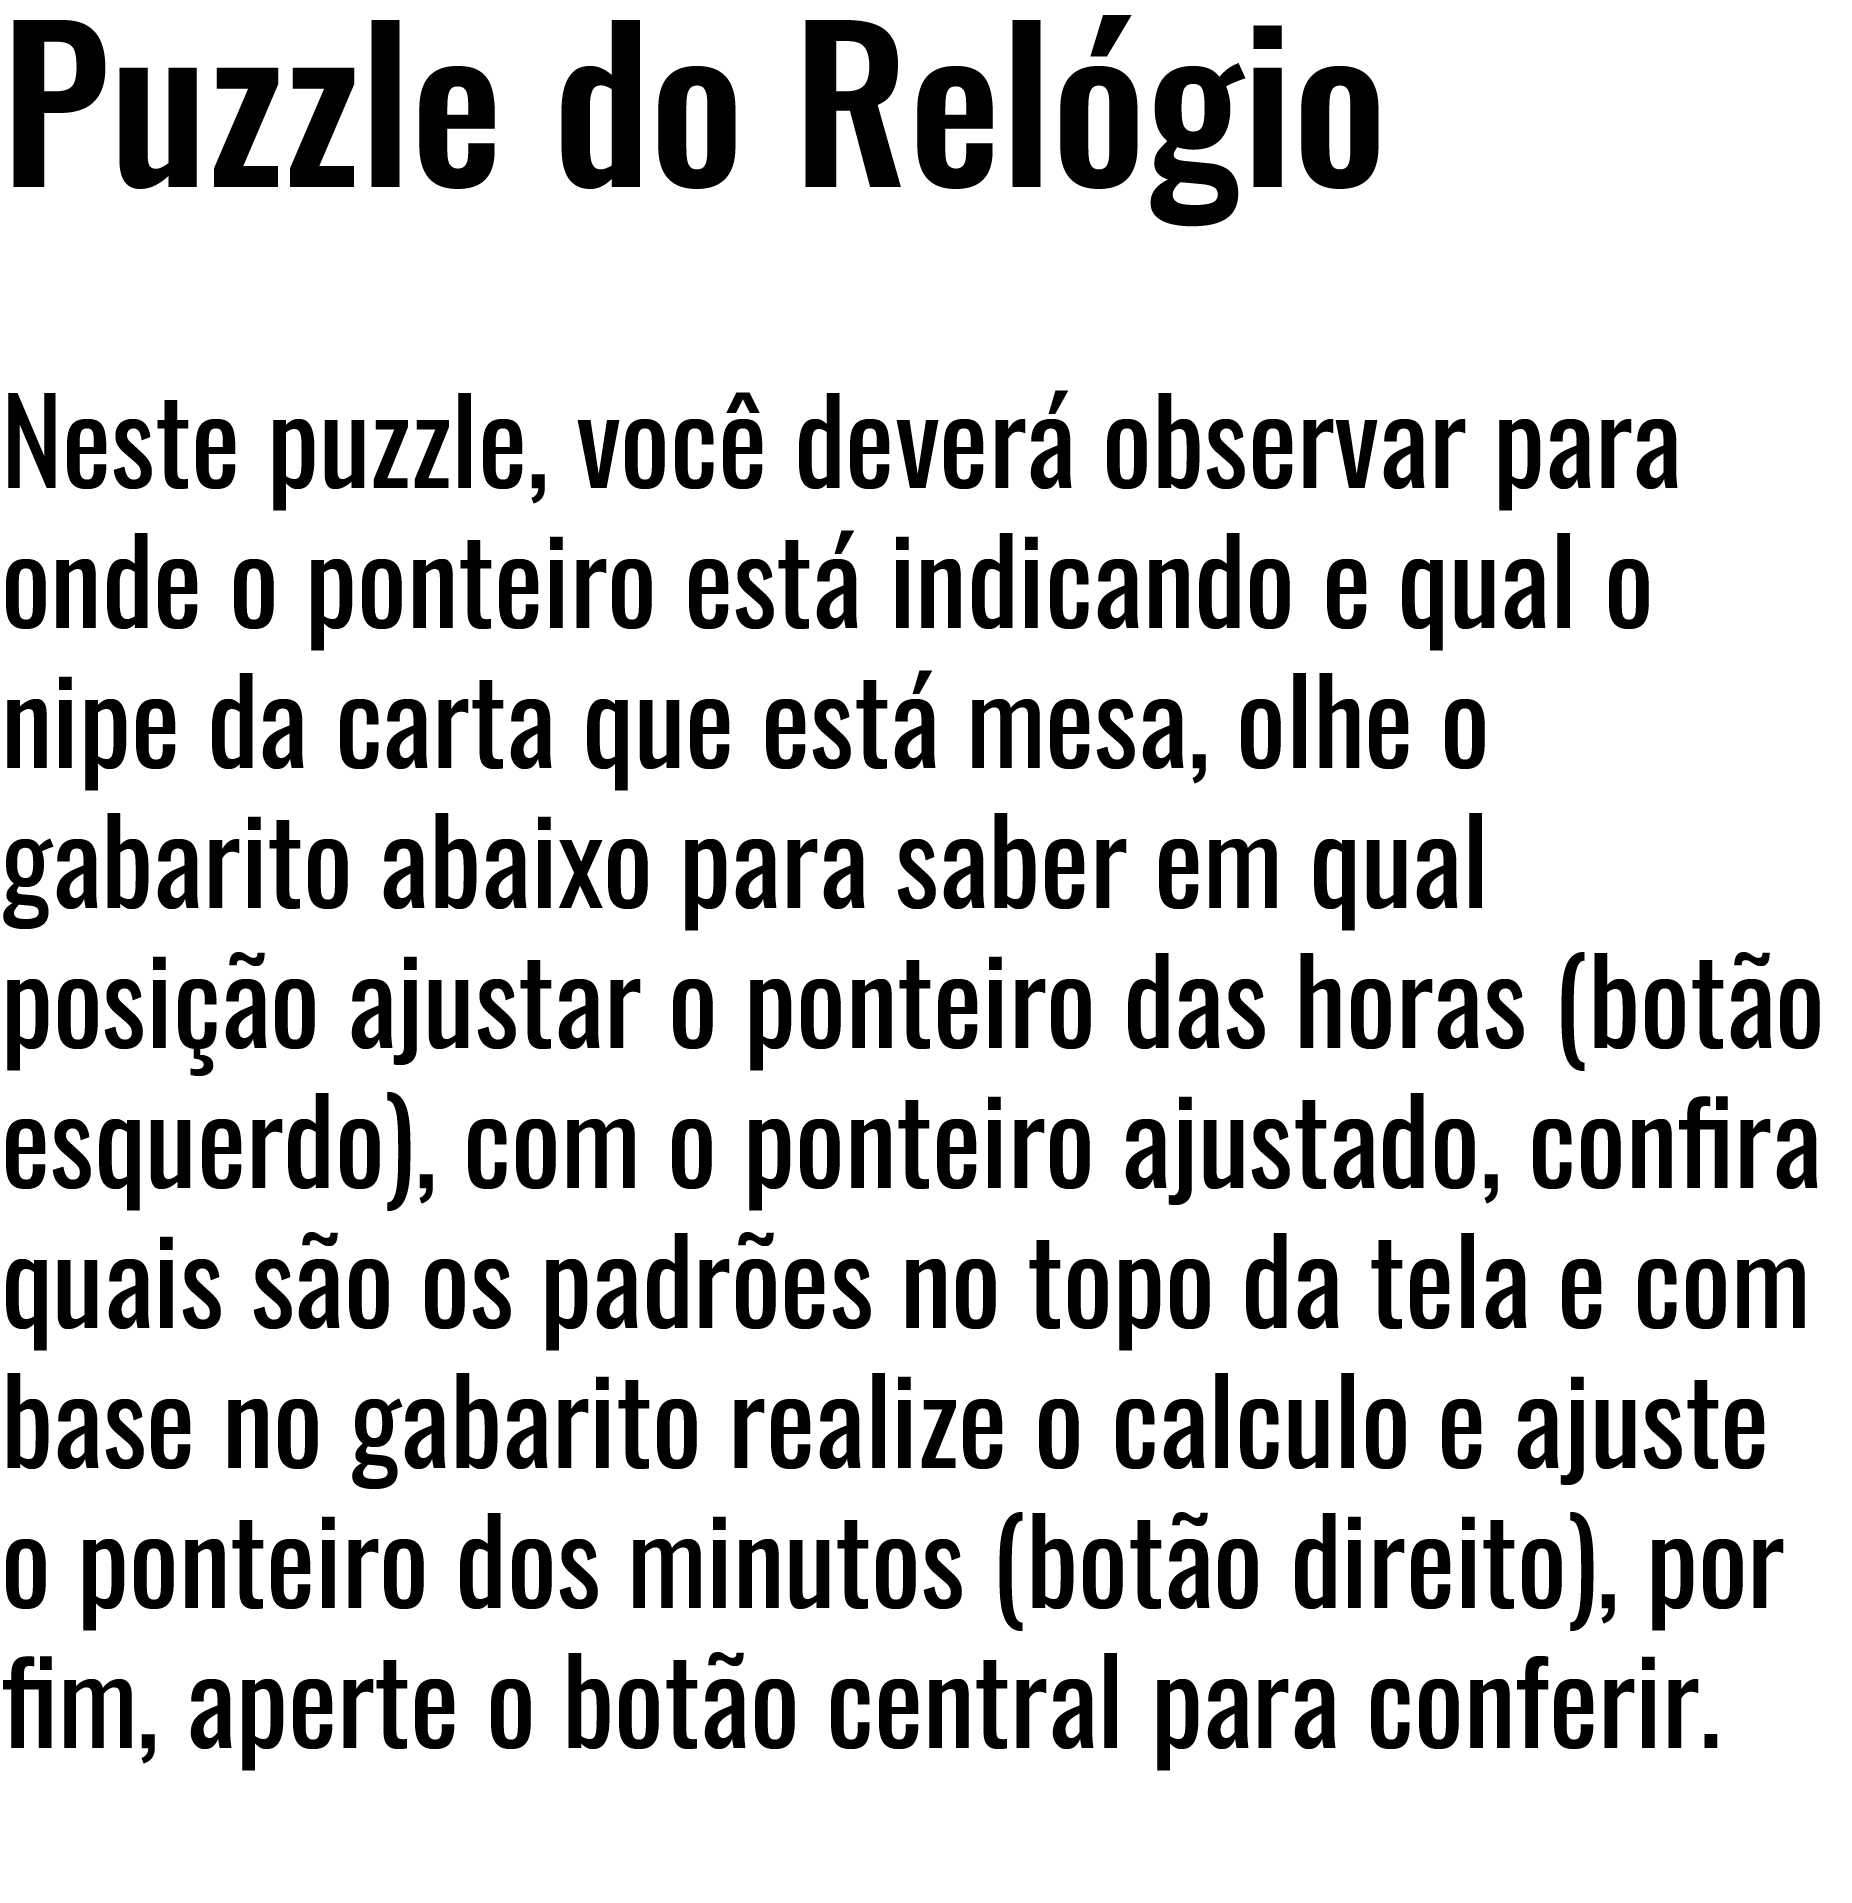 Puzzle do Relógio
Neste puzzle, você deverá observar para
onde o ponteiro está indicando e qual o
nipe da carta que está mesa, olhe o
gabarito abaixo para saber em qual
posição ajustar o ponteiro das horas (botão
esquerdo), com o ponteiro ajustado, confira
quais são os padrões no topo da tela e com
base no gabarito realize o calculo e ajuste
o ponteiro dos minutos (botão direito), por
fim, aperte o botão central para conferir.